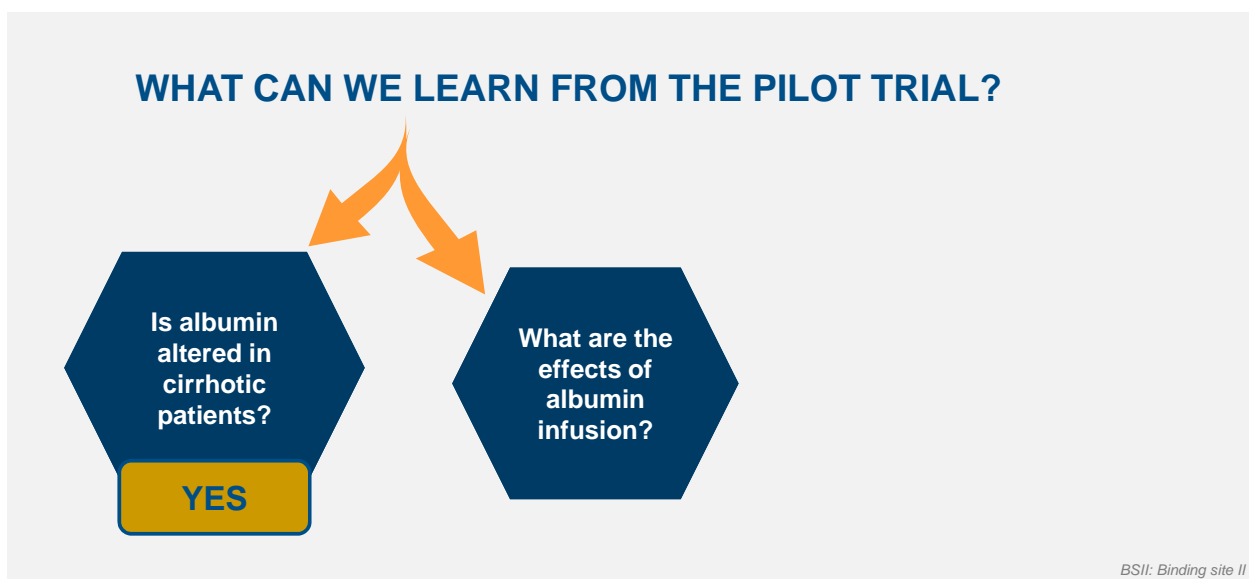 WHAT CAN WE LEARN FROM THE PILOT TRIAL?
Is albumin
altered in
cirrhotic
patients?
YES
What are the
effects of
albumin
infusion?
BSII: Binding site II